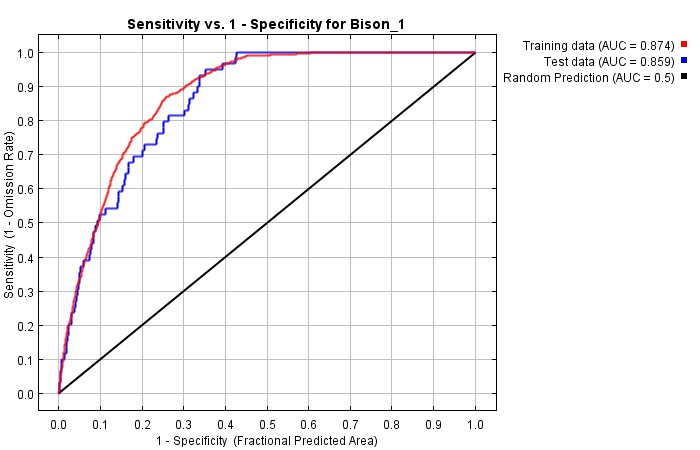 Sensitivity vs. 1 - Specificity for Bison_1
Training data (AUC = 0.874)
Test data (AUC = 0.859)
Random Prediction (AUC = 0.5)
Sensitivity (1 - Omission Rate)
1.0
0.9
0.8
0.7
0.6
0.5
0.4
0.3
0.2
0.1
0.0
0.0 0.1 0.2 0.3 0.4 0.5 0.6 0.7 0.8 0.9 1.0
1 - Specificity (Fractional Predicted Area)